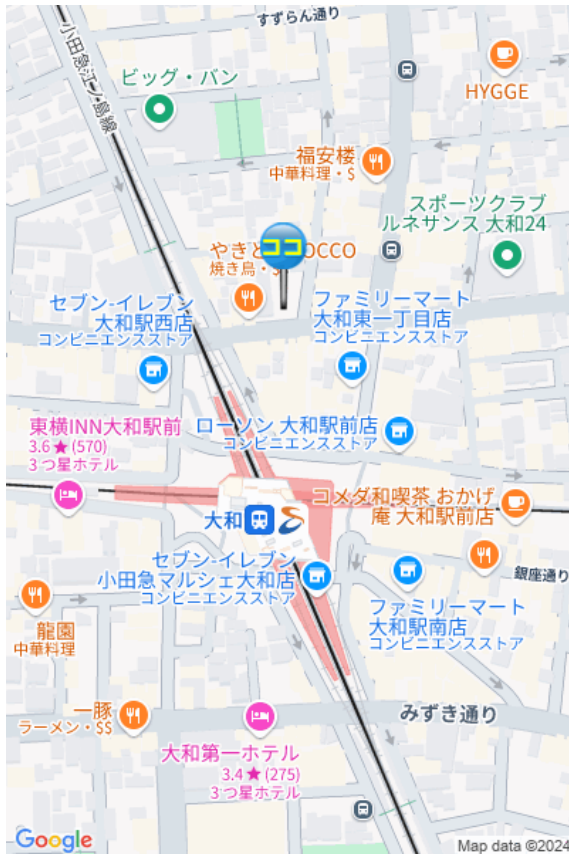 すずらん通り
小田急江ノ島線
HYGGE
ビッグ・バン
福安楼
中華料理・$
スポーツクラブ
ルネサンス 大和24
ココ
やきと
OCCO
焼き鳥・$
セブン-イレブン
大和駅西店
コンビニエンスストア
ファミリーマート
大和東一丁目店
コンビニエンスストア
東横INN大和駅前
3.6★(570)
3つ星ホテル
ローソン 大和駅前店
コンビニエンスストア
大和
コメダ和喫茶 おかげ
庵 大和駅前店
セブン-イレブン
小田急マルシェ大和店
コンビニエンスストア
銀座通り
ファミリーマート
大和駅南店
コンビニエンスストア
龍園
中華料理
一豚
ラーメン・$$
みずき通り
大和第一ホテル
3.4★(275)
3つ星ホテル
Google
Map data ©2024